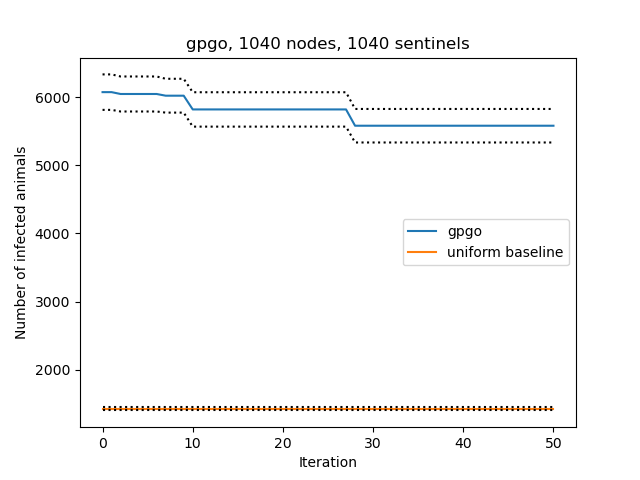 gpgo, 1040 nodes, 1040 sentinels
Number of infected animals
6000
5000
4000
3000
2000
gpgo
uniform baseline
0 10 20 30 40 50
Iteration